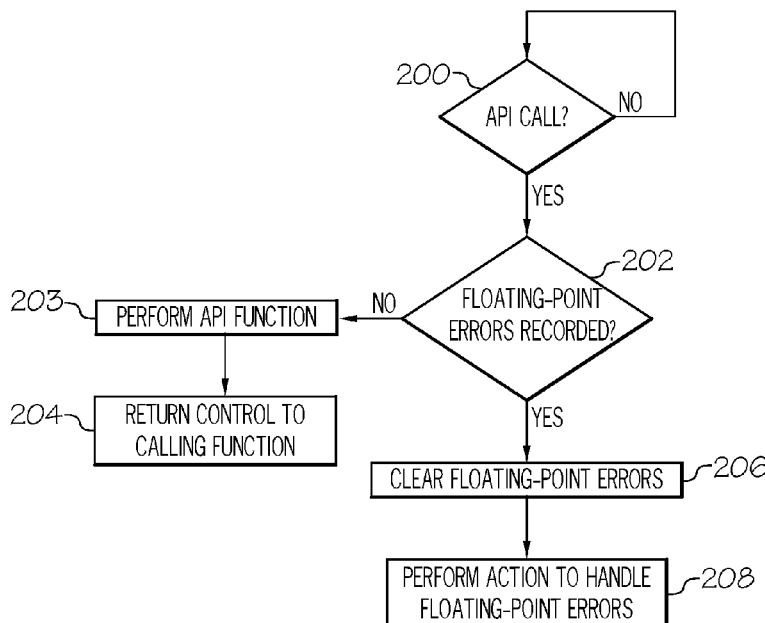 200
API CALL?
NO
YES
202
FLOATING-POINT
ERRORS RECORDED?
NO
203
PERFORM API FUNCTION
204
RETURN CONTROL TO
CALLING FUNCTION
YES
CLEAR FLOATING-POINT ERRORS
206
PERFORM ACTION TO HANDLE
FLOATING-POINT ERRORS
208